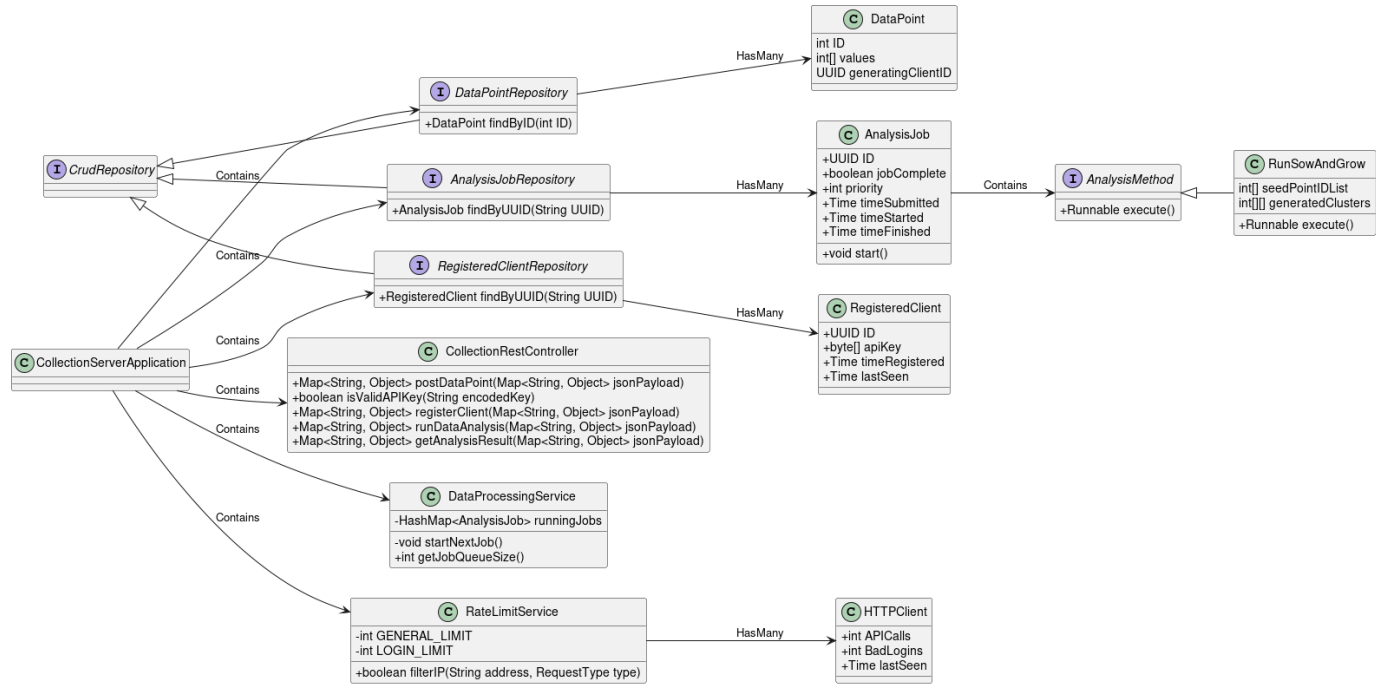 C DataPoint
int ID
int[] values
UUID generatingClientID
HasMany
I DataPointRepository
+DataPoint findByID(int ID)
I CrudRepository
Contains
I AnalysisJobRepository
+AnalysisJob findByUUID(String UUID)
HasMany
C AnalysisJob
+UUID ID
+boolean jobComplete
+int priority
+Time timeSubmitted
+Time timeStarted
+Time timeFinished
+void start()
Contains
I AnalysisMethod
+Runnable execute()
C RunSowAndGrow
int[] seedPointIDList
int[][] generatedClusters
+Runnable execute()
Contains
I RegisteredClientRepository
+RegisteredClient findByUUID(String UUID)
HasMany
C RegisteredClient
+UUID ID
+byte[] apiKey
+Time timeRegistered
+Time lastSeen
Contains
C CollectionServerApplication
Contains
C CollectionRestController
+Map<String, Object> postDataPoint(Map<String, Object> jsonPayload)
+boolean isValidAPIKey(String encodedKey)
+Map<String, Object> registerClient(Map<String, Object> jsonPayload)
+Map<String, Object> runDataAnalysis(Map<String, Object> jsonPayload)
+Map<String, Object> getAnalysisResult(Map<String, Object> jsonPayload)
Contains
C DataProcessingService
-HashMap<AnalysisJob> runningJobs
-void startNextJob()
+int getJobQueueSize()
Contains
C RateLimitService
-int GENERAL_LIMIT
-int LOGIN_LIMIT
+boolean filterIP(String address, RequestType type)
HasMany
C HTTPClient
+int APICalls
+int BadLogins
+Time lastSeen